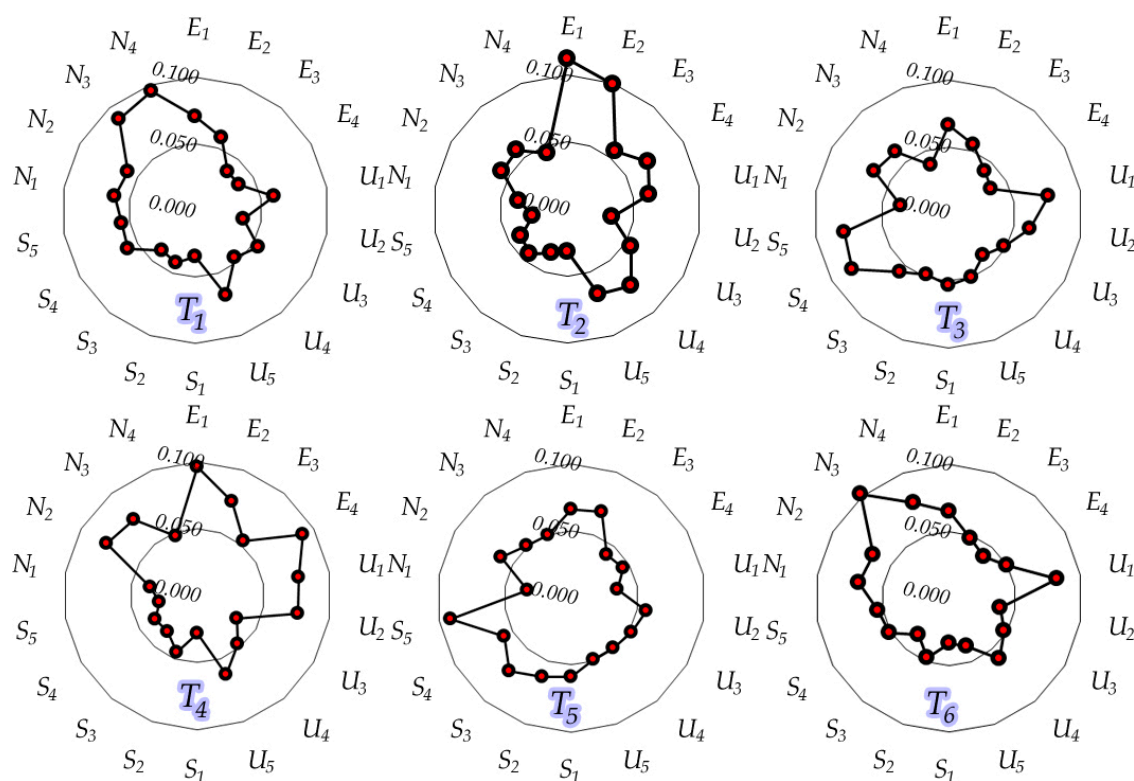 E1
N4 E2
N3 0.100 E3
N2 E4
0.050
N1 U1
0.000
S5 U2
S4 U3
T1
S3 U4
S2 U5
S1
E1
N4 E2
N3 0.100 E3
N2 E4
0.050
N1 U1
0.000
S5 U2
S4 U3
T2
S3 U4
S2 U5
S1
E1
N4 E2
N3 0.100 E3
N2 E4
0.050
N1 U1
0.000
S5 U2
S4 U3
T3
S3 U4
S2 U5
S1
E1
N4 E2
N3 0.100 E3
N2 E4
0.050
N1 U1
0.000
S5 U2
S4 U3
T4
S3 U4
S2 U5
S1
E1
N4 E2
N3 0.100 E3
N2 E4
0.050
N1 U1
0.000
S5 U2
S4 U3
T5
S3 U4
S2 U5
S1
E1
N4 E2
N3 0.100 E3
N2 E4
0.050
N1 U1
0.000
S5 U2
S4 U3
T6
S3 U4
S2 U5
S1